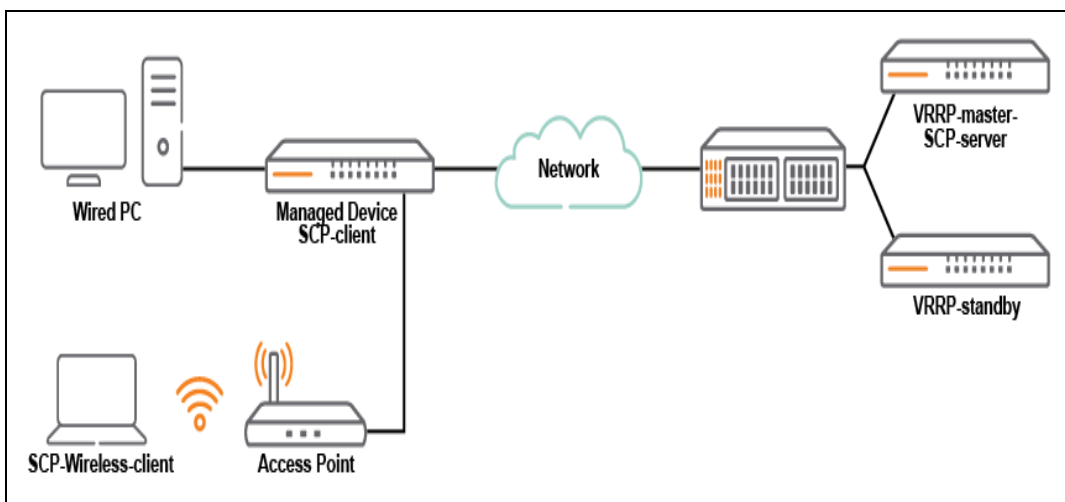 Wired PC
Managed Device
SCP-client
Network
VRRP-master-
SCP-server
VRRP-standby
SCP-Wireless-client
Access Point